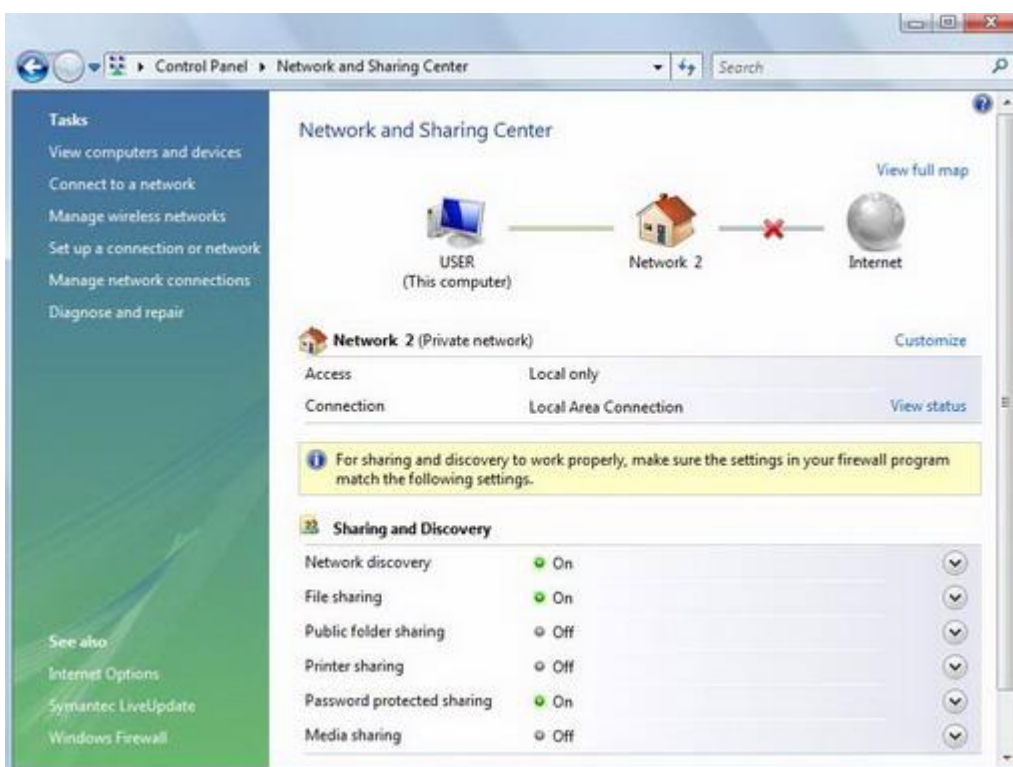 Control Panel
Network and Sharing Center
Search
Tasks
View computers and devices
Connect to a network
Manage wireless networks
Set up a connection or network
Manage network connections
Diagnose and repair
See also
Internet Options
Symantec LiveUpdate
Windows Firewall
Network and Sharing Center
View full map
USER
(This computer)
Network 2
Internet
Network 2 (Private network) Customize
Access Local only
Connection Local Area Connection View status
For sharing and discovery to work properly, make sure the settings in your firewall program
match the following settings.
Sharing and Discovery
Network discovery On
File sharing On
Public folder sharing Off
Printer sharing Off
Password protected sharing On
Media sharing Off